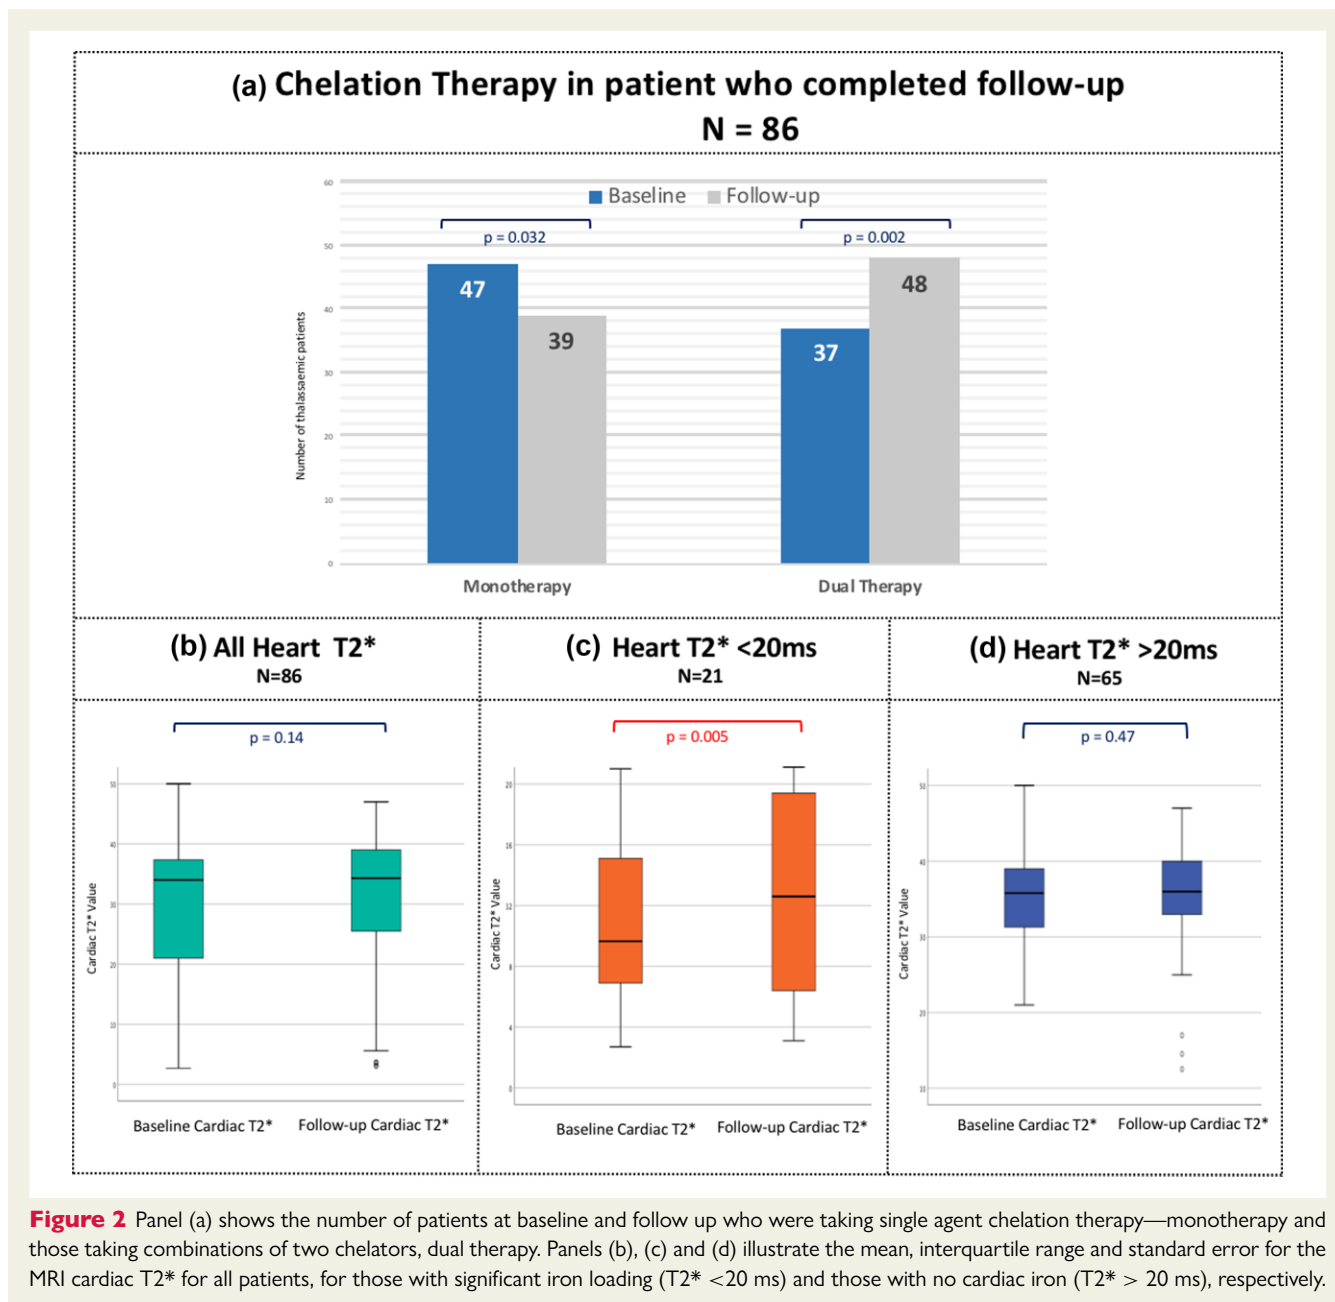 (a) Chelation Therapy in patient who completed follow-up
N = 86
Baseline Follow-up
p = 0.032
p = 0.002
60
50
40
30
20
10
0
Number of thalassaemic patients
47
39
37
48
Monotherapy
Dual Therapy
(b) All Heart T2*
N=86
p = 0.14
Cardiac T2* Value
50
40
30
20
10
0
Baseline Cardiac T2*
Follow-up Cardiac T2*
(c) Heart T2* <20ms
N=21
p = 0.005
Cardiac T2* Value
20
16
12
8
4
0
Baseline Cardiac T2*
Follow-up Cardiac T2*
(d) Heart T2* >20ms
N=65
p = 0.47
Cardiac T2* Value
50
40
30
20
10
Baseline Cardiac T2*
Follow-up Cardiac T2*
Figure 2 Panel (a) shows the number of patients at baseline and follow up who were taking single agent chelation therapy—monotherapy and
those taking combinations of two chelators, dual therapy. Panels (b), (c) and (d) illustrate the mean, interquartile range and standard error for the
MRI cardiac T2* for all patients, for those with significant iron loading (T2* <20 ms) and those with no cardiac iron (T2* > 20 ms), respectively.